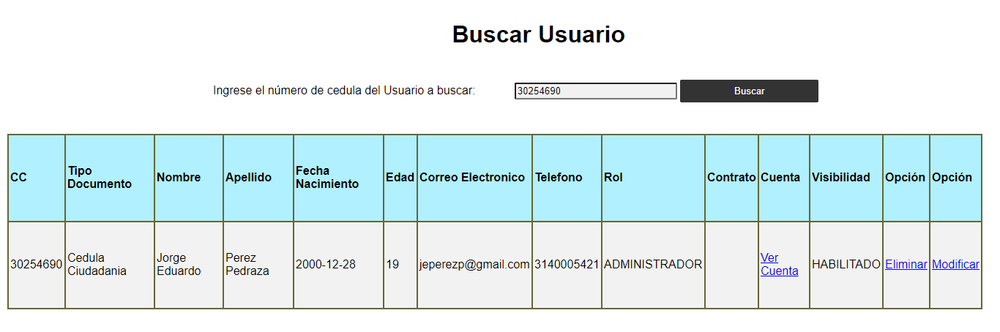 Buscar Usuario
Ingrese el número de cedula del Usuario a buscar: 30254690 Buscar
CC Tipo Documento Nombre Apellido Fecha Nacimiento Edad Correo Electronico Telefono Rol Contrato Cuenta Visibilidad Opción Opción
30254690 Cedula Ciudadania Jorge Eduardo Perez Pedraza 2000-12-28 19 jeperezp@gmail.com 3140005421 ADMINISTRADOR Ver Cuenta HABILITADO Eliminar Modificar